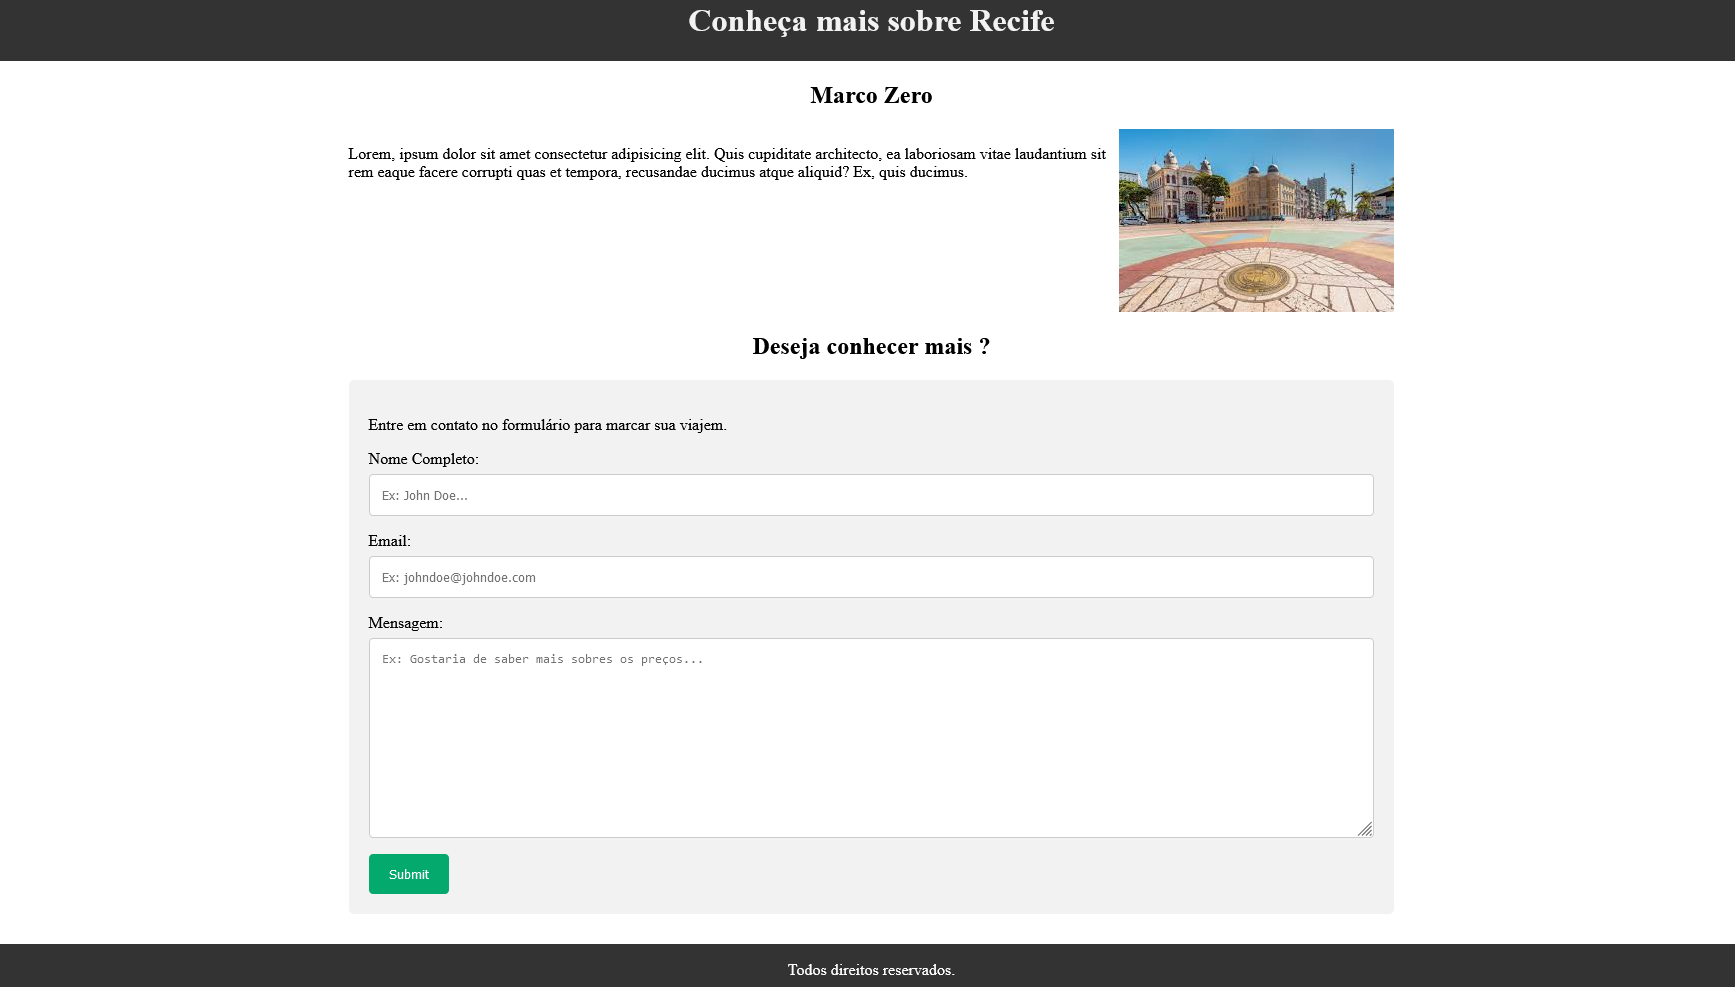 Conheça mais sobre Recife
Marco Zero
Lorem, ipsum dolor sit amet consectetur adipisicing elit. Quis cupiditate architecto, ea laboriosam vitae laudantium sit
rem eaque facere corrupti quas et tempora, recusandae ducimus atque aliquid? Ex, quis ducimus.
Deseja conhecer mais ?
Entre em contato no formulário para marcar sua viajem.
Nome Completo:
Ex: John Doe...
Email:
Ex: johndoe@johndoe.com
Mensagem:
Ex: Gostaria de saber mais sobres os preços...
Submit
Todos direitos reservados.